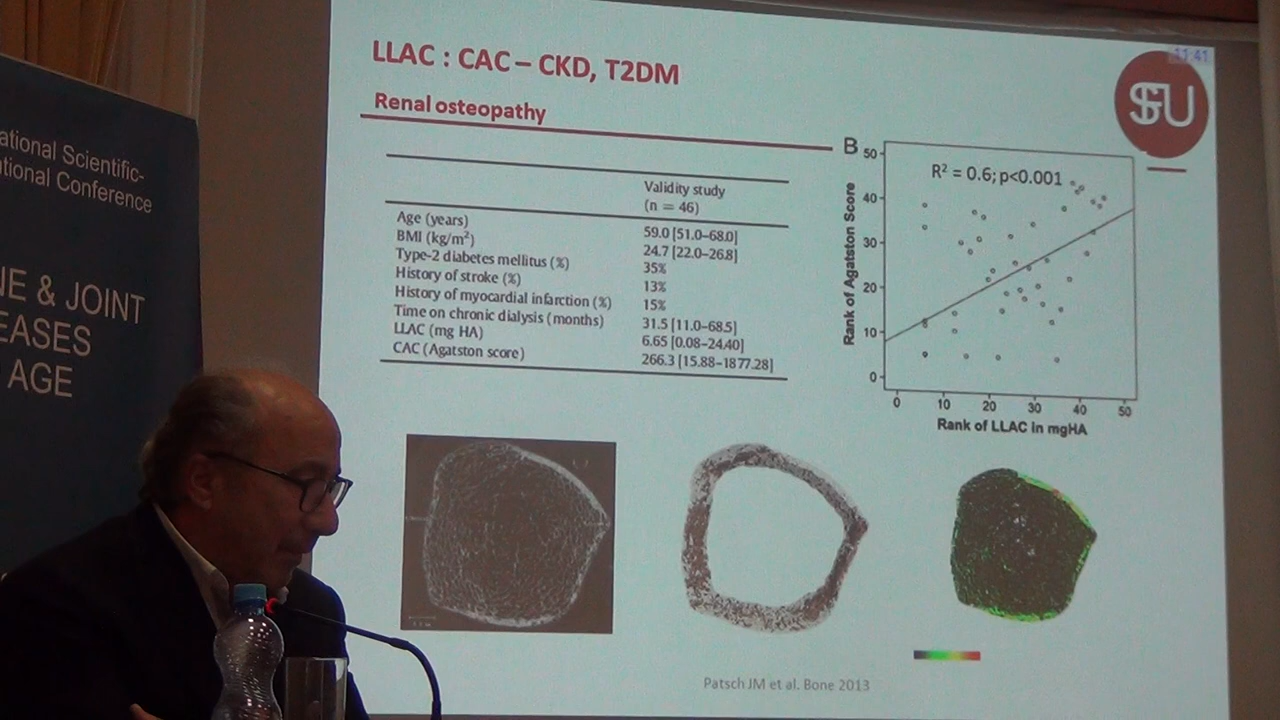 ational Scientific-
tional Conference
NE & JOINT
EASES
AGE
LLAC : CAC – CKD, T2DM
11:41
SFU
Renal osteopathy
Validity study
(n = 46)
Age (years) 59.0 [51.0–68.0]
BMI (kg/m²) 24.7 [22.0–26.8]
Type-2 diabetes mellitus (%) 35%
History of stroke (%) 13%
History of myocardial infarction (%) 15%
Time on chronic dialysis (months) 31.5 [11.0–68.5]
LLAC (mg HA) 6.65 [0.08–24.40]
CAC (Agatston score) 266.3 [15.88–1877.28]
B
R² = 0.6; p<0.001
Rank of Agatston Score
50
40
30
20
10
0
0 10 20 30 40 50
Rank of LLAC in mgHA
Patsch JM et al. Bone 2013